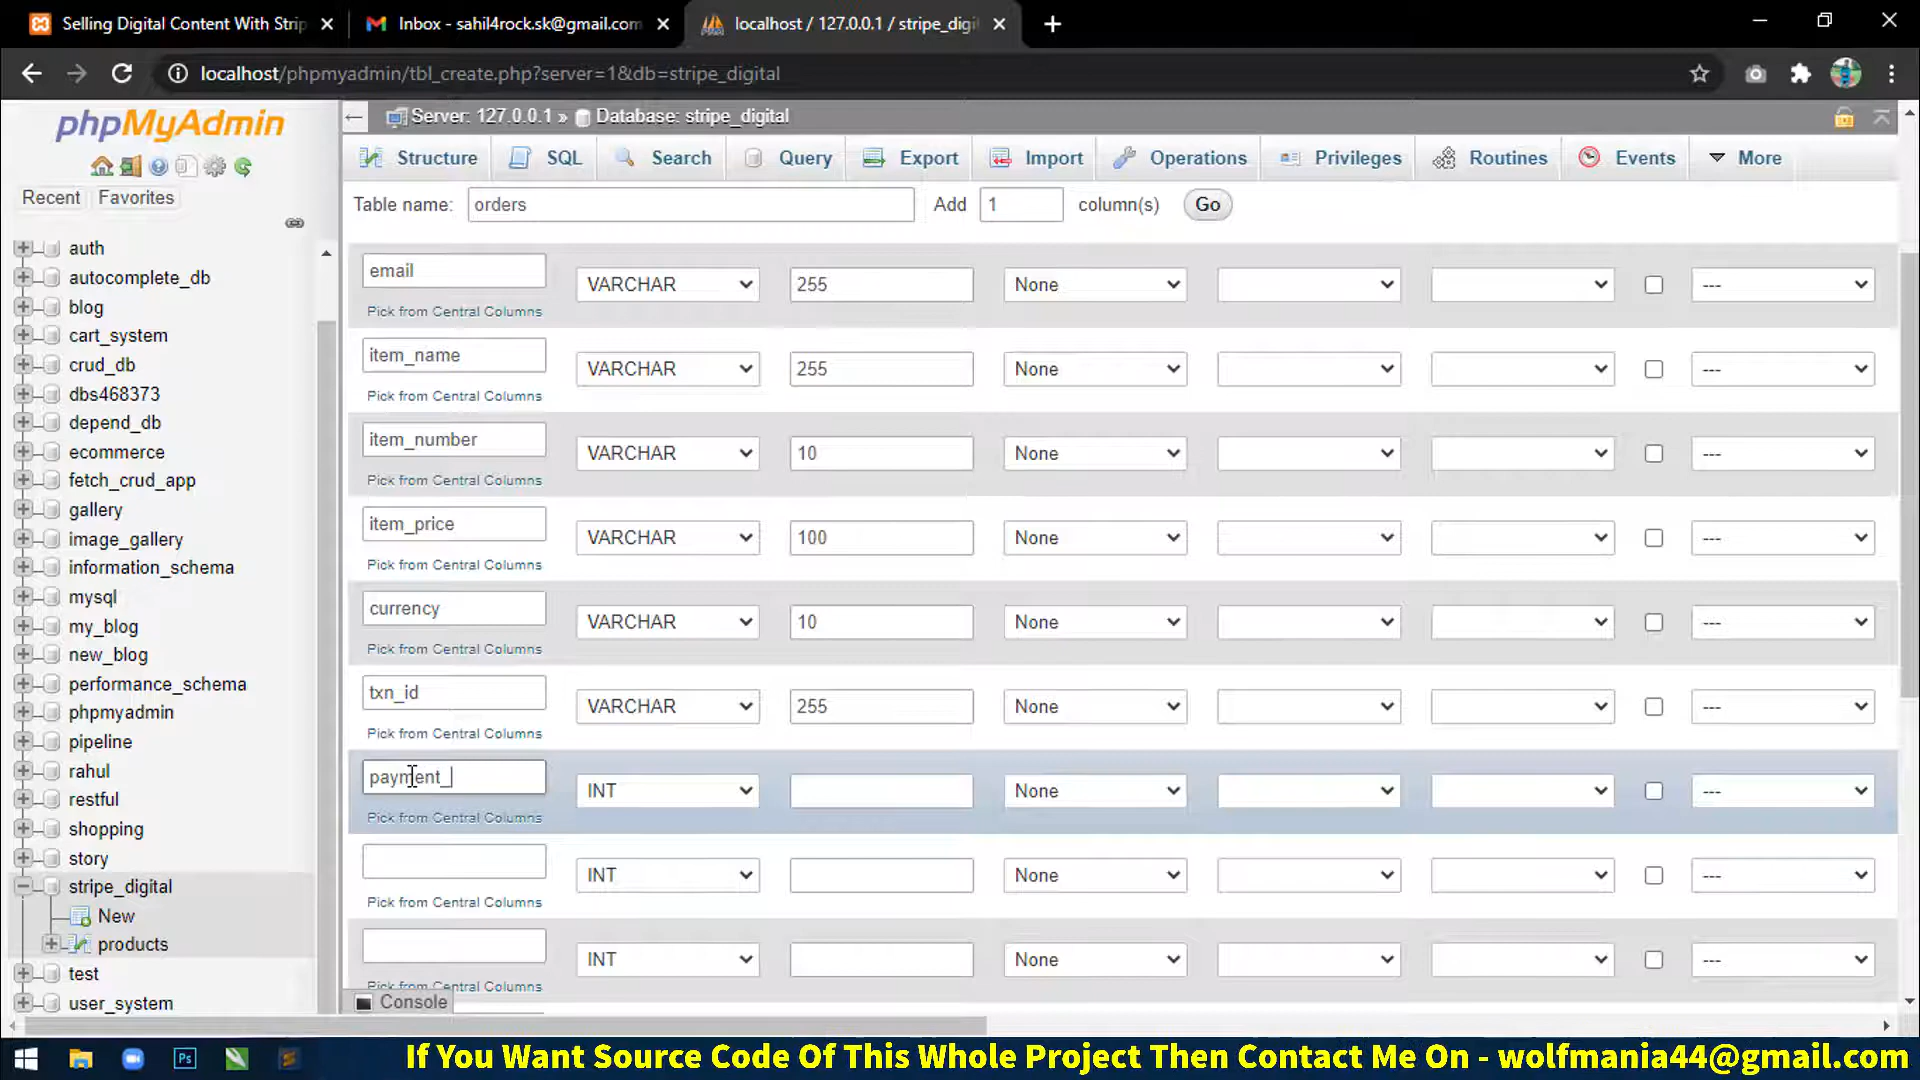 Selling Digital Content With Strip
Inbox - sahil4rock.sk@gmail.com
localhost / 127.0.0.1 / stripe_digi
localhost/phpmyadmin/tbl_create.php?server=1&db=stripe_digital
phpMyAdmin
Recent
Favorites
auth
autocomplete_db
blog
cart_system
crud_db
dbs468373
depend_db
ecommerce
fetch_crud_app
gallery
image_gallery
information_schema
mysql
my_blog
new_blog
performance_schema
phpmyadmin
pipeline
rahul
restful
shopping
story
stripe_digital
New
products
test
user_system
Server: 127.0.0.1 » Database: stripe_digital
Structure SQL Search Query Export Import Operations Privileges Routines Events More
Table name: orders Add 1 column(s) Go
email VARCHAR 255 None ---
Pick from Central Columns
item_name VARCHAR 255 None ---
Pick from Central Columns
item_number VARCHAR 10 None ---
Pick from Central Columns
item_price VARCHAR 100 None ---
Pick from Central Columns
currency VARCHAR 10 None ---
Pick from Central Columns
txn_id VARCHAR 255 None ---
Pick from Central Columns
payment_ INT None ---
Pick from Central Columns
INT None ---
Pick from Central Columns
INT None ---
Pick from Central Columns
Console
Ps
If You Want Source Code Of This Whole Project Then Contact Me On - wolfmania44@gmail.com